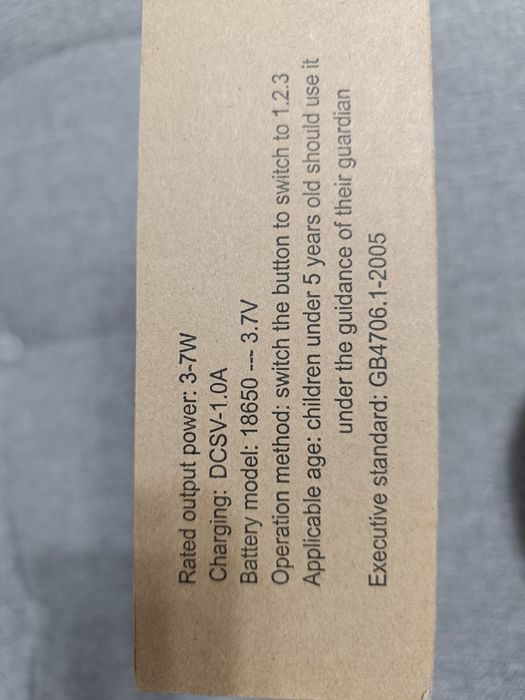 Rated output power: 3-7W
Charging: DCSV-1.0A
Battery model: 18650 --- 3.7V
Operation method: switch the button to switch to 1.2.3
Applicable age: children under 5 years old should use it
under the guidance of their guardian
Executive standard: GB4706.1-2005